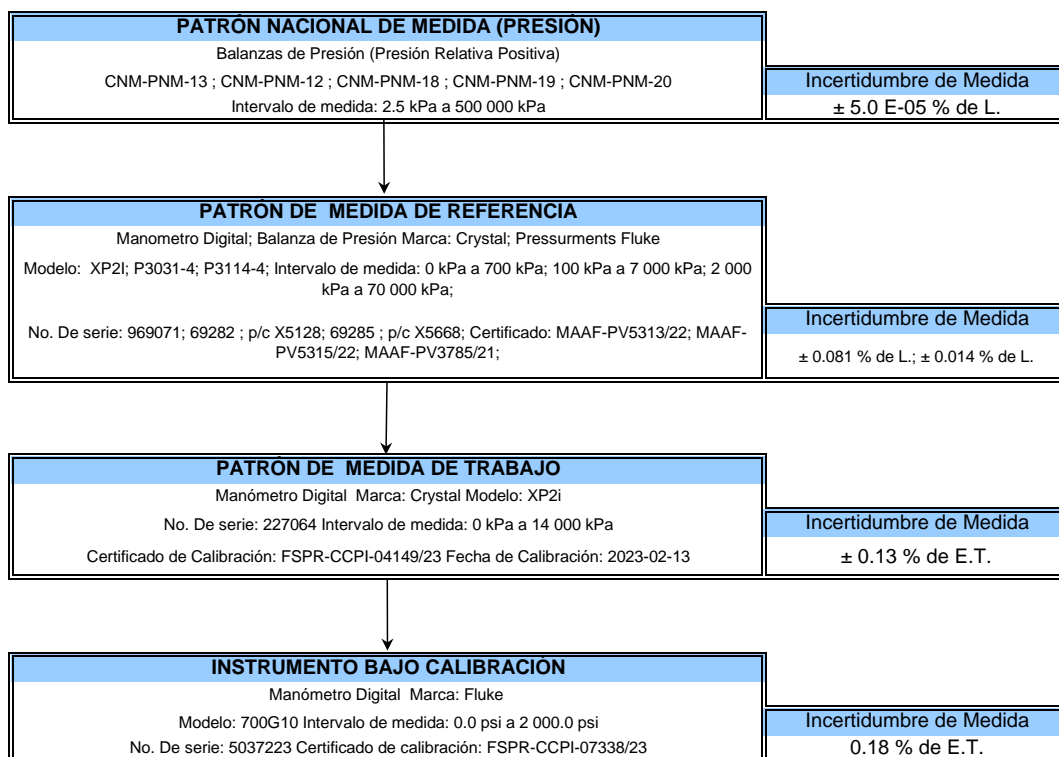 PATRÓN NACIONAL DE MEDIDA (PRESIÓN)
Balanzas de Presión (Presión Relativa Positiva)
CNM-PNM-13 ; CNM-PNM-12 ; CNM-PNM-18 ; CNM-PNM-19 ; CNM-PNM-20
Intervalo de medida: 2.5 kPa a 500 000 kPa
Incertidumbre de Medida
± 5.0 E-05 % de L.
PATRÓN DE MEDIDA DE REFERENCIA
Manometro Digital; Balanza de Presión Marca: Crystal; Pressurments Fluke
Modelo: XP2I; P3031-4; P3114-4; Intervalo de medida: 0 kPa a 700 kPa; 100 kPa a 7 000 kPa; 2 000
kPa a 70 000 kPa;
No. De serie: 969071; 69282 ; p/c X5128; 69285 ; p/c X5668; Certificado: MAAF-PV5313/22; MAAF-
PV5315/22; MAAF-PV3785/21;
Incertidumbre de Medida
± 0.081 % de L.; ± 0.014 % de L.
PATRÓN DE MEDIDA DE TRABAJO
Manómetro Digital Marca: Crystal Modelo: XP2i
No. De serie: 227064 Intervalo de medida: 0 kPa a 14 000 kPa
Certificado de Calibración: FSPR-CCPI-04149/23 Fecha de Calibración: 2023-02-13
Incertidumbre de Medida
± 0.13 % de E.T.
INSTRUMENTO BAJO CALIBRACIÓN
Manómetro Digital Marca: Fluke
Modelo: 700G10 Intervalo de medida: 0.0 psi a 2 000.0 psi
No. De serie: 5037223 Certificado de calibración: FSPR-CCPI-07338/23
Incertidumbre de Medida
0.18 % de E.T.